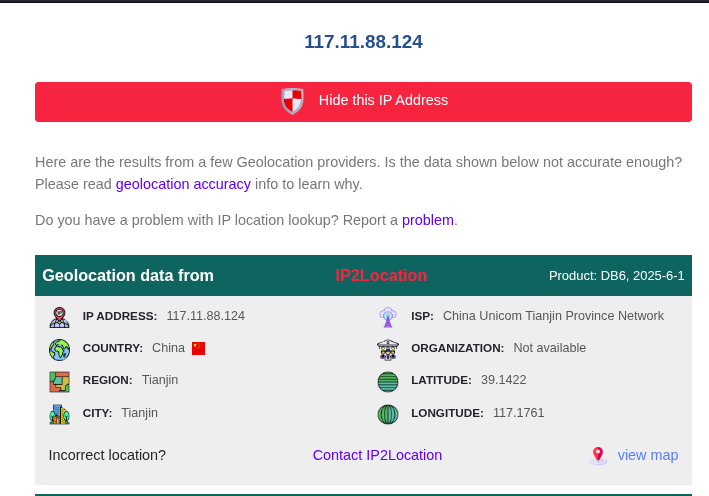 117.11.88.124
Hide this IP Address
Here are the results from a few Geolocation providers. Is the data shown below not accurate enough?
Please read geolocation accuracy info to learn why.
Do you have a problem with IP location lookup? Report a problem.
Geolocation data from IP2Location Product: DB6, 2025-6-1
IP ADDRESS: 117.11.88.124 ISP: China Unicom Tianjin Province Network
COUNTRY: China ORGANIZATION: Not available
REGION: Tianjin LATITUDE: 39.1422
CITY: Tianjin LONGITUDE: 117.1761
Incorrect location? Contact IP2Location view map